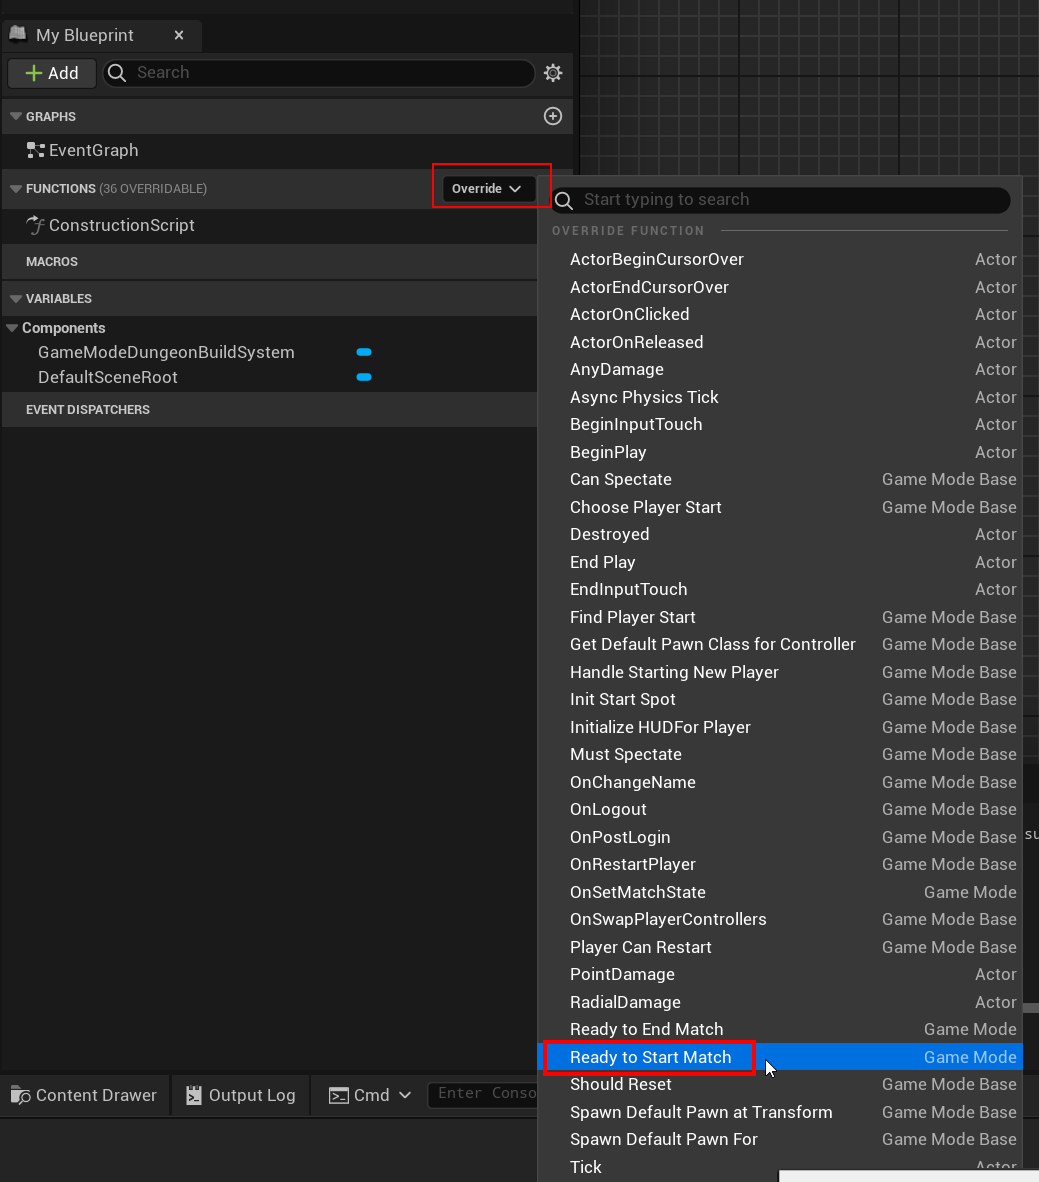 My Blueprint
Add
Search
GRAPHS
EventGraph
FUNCTIONS (36 OVERRIDABLE)
Override
ConstructionScript
MACROS
VARIABLES
Components
GameModeDungeonBuildSystem
DefaultSceneRoot
EVENT DISPATCHERS
Start typing to search
OVERRIDE FUNCTION
ActorBeginCursorOver Actor
ActorEndCursorOver Actor
ActorOnClicked Actor
ActorOnReleased Actor
AnyDamage Actor
Async Physics Tick Actor
BeginInputTouch Actor
BeginPlay Actor
Can Spectate Game Mode Base
Choose Player Start Game Mode Base
Destroyed Actor
End Play Actor
EndInputTouch Actor
Find Player Start Game Mode Base
Get Default Pawn Class for Controller Game Mode Base
Handle Starting New Player Game Mode Base
Init Start Spot Game Mode Base
Initialize HUDFor Player Game Mode Base
Must Spectate Game Mode Base
OnChangeName Game Mode Base
OnLogout Game Mode Base
OnPostLogin Game Mode Base
OnRestartPlayer Game Mode Base
OnSetMatchState Game Mode
OnSwapPlayerControllers Game Mode Base
Player Can Restart Game Mode Base
PointDamage Actor
RadialDamage Actor
Ready to End Match Game Mode
Ready to Start Match Game Mode
Should Reset Game Mode Base
Spawn Default Pawn at Transform Game Mode Base
Spawn Default Pawn For Game Mode Base
Tick Actor
su
Content Drawer
Output Log
Cmd
Enter Conso